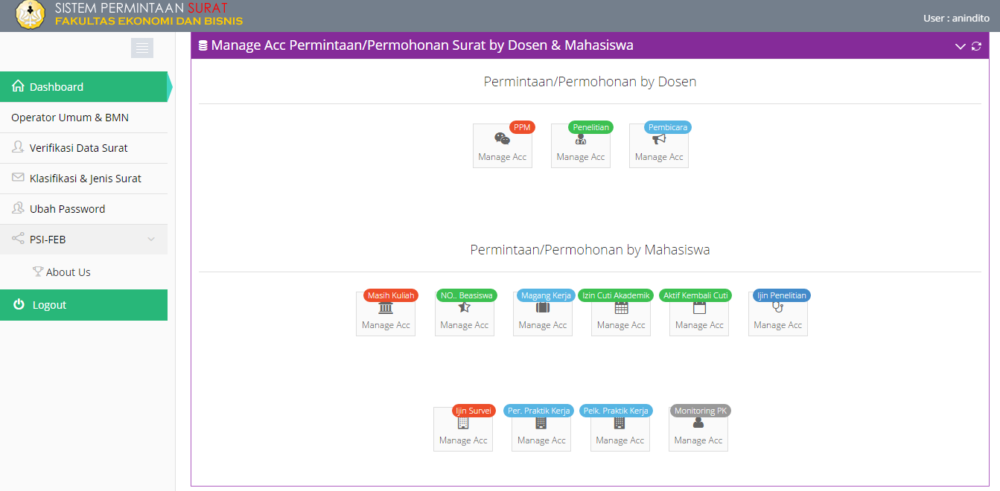 SISTEM PERMINTAAN SURAT
FAKULTAS EKONOMI DAN BISNIS
User : anindito
Manage Acc Permintaan/Permohonan Surat by Dosen & Mahasiswa
Dashboard
Operator Umum & BMN
Verifikasi Data Surat
Klasifikasi & Jenis Surat
Ubah Password
PSI-FEB
About Us
Logout
Permintaan/Permohonan by Dosen
PPM
Manage Acc
Penelitian
Manage Acc
Pembicara
Manage Acc
Permintaan/Permohonan by Mahasiswa
Masih Kuliah
Manage Acc
NO.. Beasiswa
Manage Acc
Magang Kerja
Manage Acc
Izin Cuti Akademik
Manage Acc
Aktif Kembali Cuti
Manage Acc
Ijin Penelitian
Manage Acc
Ijin Survei
Manage Acc
Per. Praktik Kerja
Manage Acc
Pelk. Praktik Kerja
Manage Acc
Monitoring PK
Manage Acc